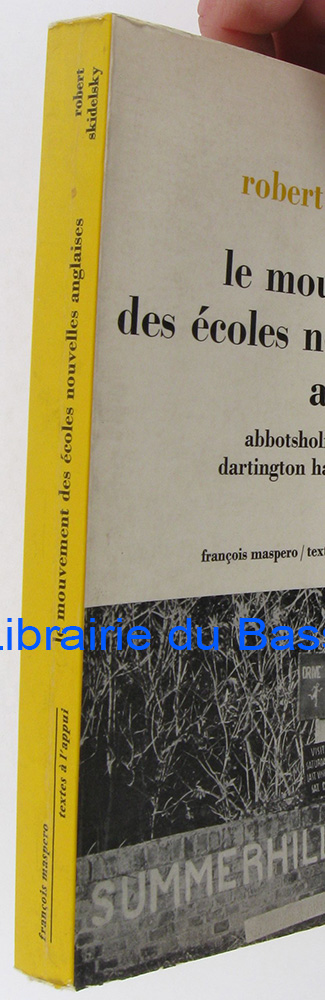 robert
skidelsky
le mouvement des écoles nouvelles anglaises
textes à l'appui
françois maspero
robert
le mou
des écoles n
a
abbotshol
dartington ha
françois maspero / text
Librairie du Bass
SUMMERHILL